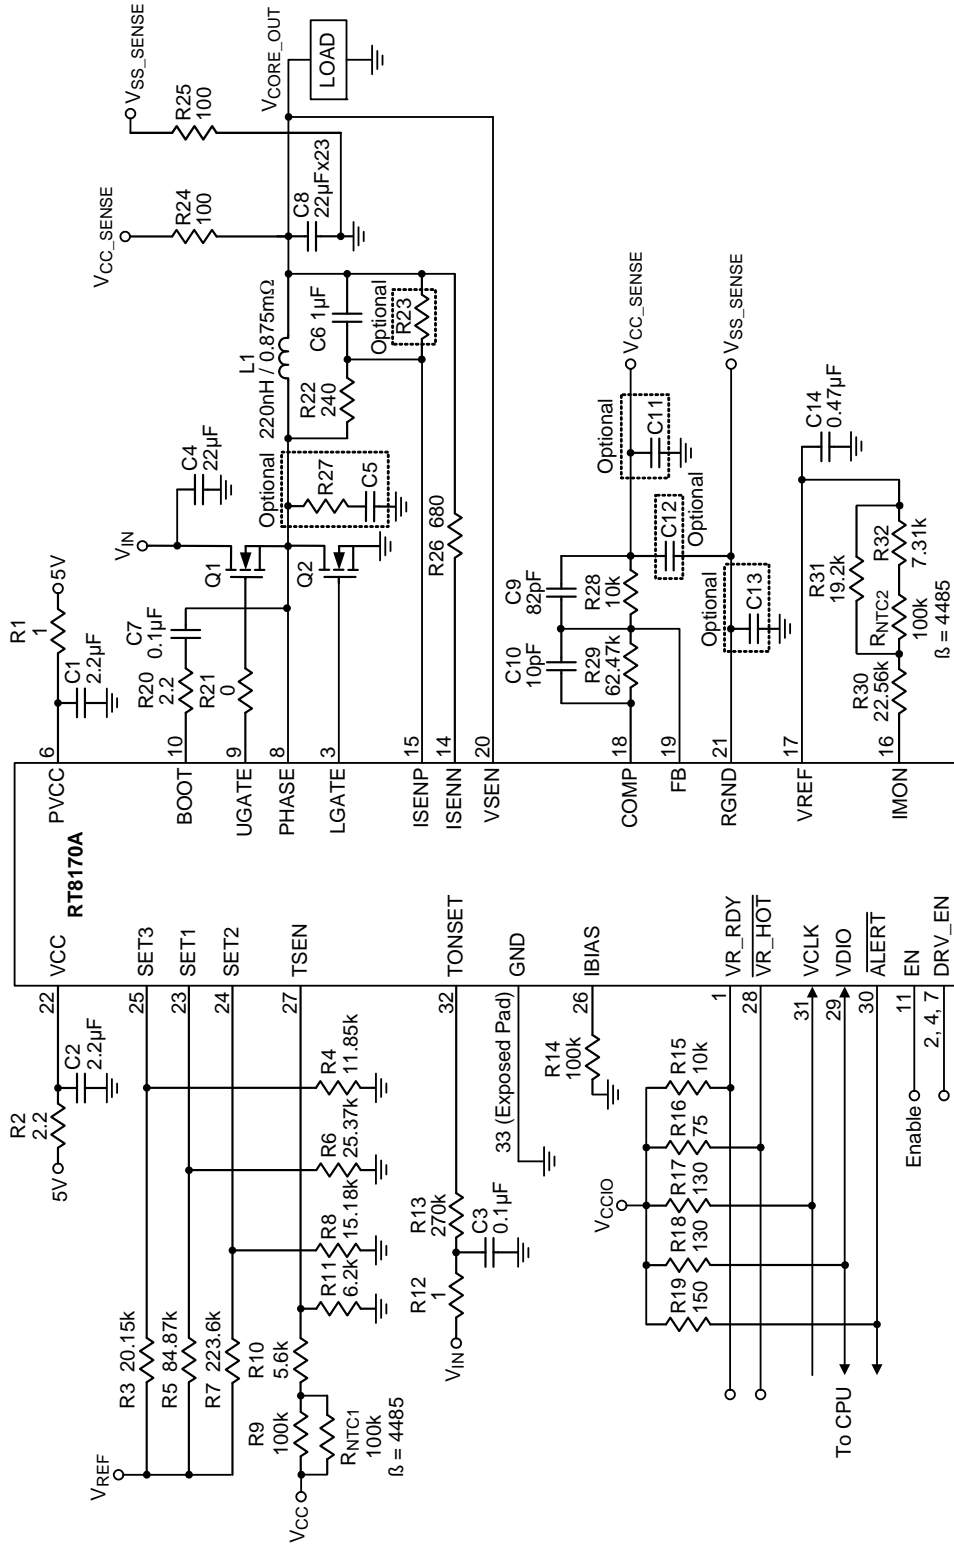 RT8170A
5V
R2
2.2
C2
2.2µF
22
VCC
VREF
R3 20.15k
R4
11.85k
25
SET3
R5 84.87k
R6
25.37k
23
SET1
R7 223.6k
R8
15.18k
24
SET2
VCC
R9
100k
RNTC1
100k
ß = 4485
R10
5.6k
R11
6.2k
27
TSEN
VIN
R12
1
C3
0.1µF
R13
270k
32
TONSET
33 (Exposed Pad)
GND
R14
100k
26
IBIAS
VCCIO
R19
150
R18
130
R17
130
R16
75
R15
10k
1
VR_RDY
28
VR_HOT
31
VCLK
To CPU
29
VDIO
30
ALERT
Enable
11
EN
2, 4, 7
DRV_EN
PVCC
6
C1
2.2µF
R1
1
5V
BOOT
10
R20
2.2
C7
0.1µF
UGATE
9
R21
0
PHASE
8
LGATE
3
VIN
C4
22µF
Q1
Q2
Optional
R27
C5
L1
220nH / 0.875mΩ
R22
240
C6 1µF
Optional
R23
ISENP
15
ISENN
14
R26 680
VSEN
20
VCC_SENSE
R24
100
C8
22µFx23
VSS_SENSE
R25
100
VCORE_OUT
LOAD
COMP
18
C10
10pF
R29
62.47k
C9
82pF
R28
10k
Optional
C11
VCC_SENSE
FB
19
C12
Optional
RGND
21
Optional
C13
VSS_SENSE
VREF
17
C14
0.47µF
IMON
16
R30
22.56k
R31
19.2k
RNTC2
100k
ß = 4485
R32
7.31k